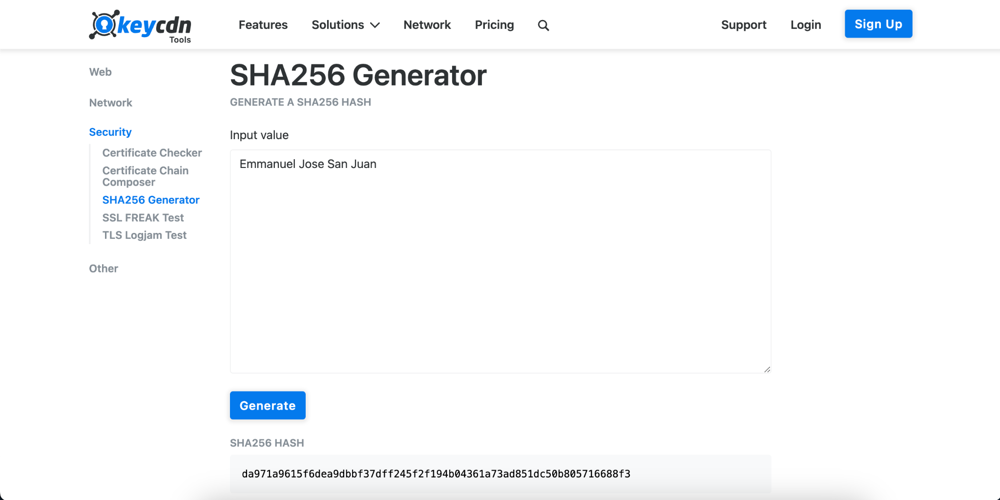 keycdn
Tools
Features
Solutions
Network
Pricing
Support
Login
Sign Up
Web
Network
Security
Certificate Checker
Certificate Chain
Composer
SHA256 Generator
SSL FREAK Test
TLS Logjam Test
Other
SHA256 Generator
GENERATE A SHA256 HASH
Input value
Emmanuel Jose San Juan
Generate
SHA256 HASH
da971a9615f6dea9dbbf37dff245f2f194b04361a73ad851dc50b805716688f3